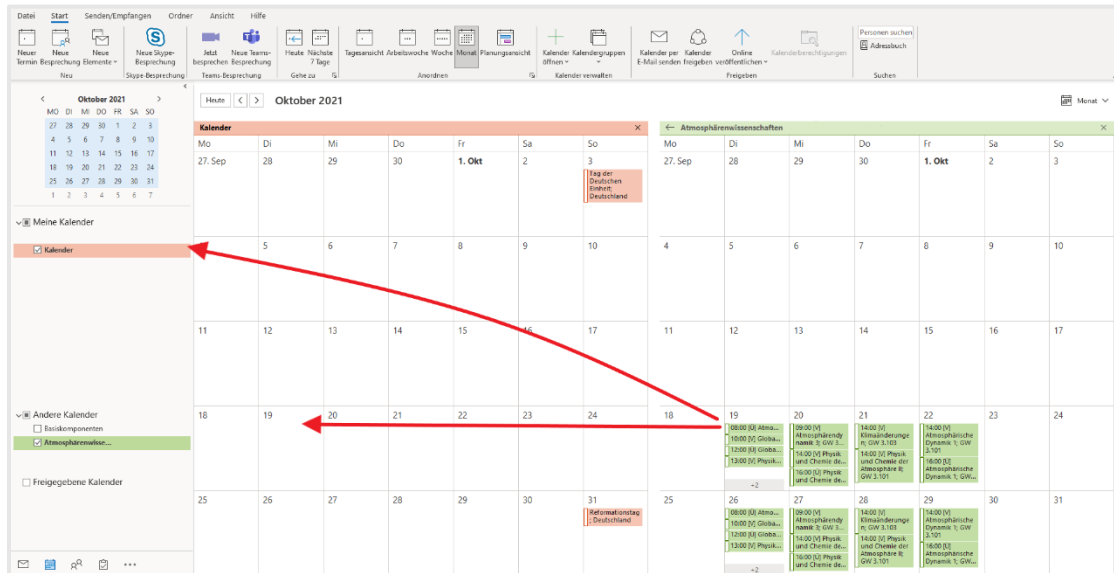 Datei Start Senden/Empfangen Ordner Ansicht Hilfe
Neuer Termin
Neue Besprechung
Neue Elemente
Neu
Neue Skype-Besprechung
Skype-Besprechung
Jetzt besprechen
Neue Teams-Besprechung
Teams-Besprechung
Heute
Nächste 7 Tage
Gehe zu
Tagesansicht Arbeitswoche Woche Monat Planungsansicht
Anordnen
Kalender öffnen
Kalendergruppen
Kalender verwalten
Kalender per E-Mail senden
Kalender freigeben
Online veröffentlichen
Kalenderberechtigungen
Freigeben
Personen suchen
Adressbuch
Suchen
Oktober 2021
MO DI MI DO FR SA SO
27 28 29 30 1 2 3
4 5 6 7 8 9 10
11 12 13 14 15 16 17
18 19 20 21 22 23 24
25 26 27 28 29 30 31
1 2 3 4 5 6 7
Meine Kalender
Kalender
Andere Kalender
Basiskomponenten
Atmosphärenwisse...
Freigegebene Kalender
Heute Oktober 2021 Monat
Kalender
Mo Di Mi Do Fr Sa So
27. Sep 28 29 30 1. Okt 2 3
Tag der
Deutschen
Einheit;
Deutschland
5 6 7 8 9 10
11 12 13 14 15 16 17
18 19 20 21 22 23 24
25 26 27 28 29 30 31
Reformationstag
; Deutschland
Atmosphärenwissenschaften
Mo Di Mi Do Fr Sa So
27. Sep 28 29 30 1. Okt 2 3
4 5 6 7 8 9 10
11 12 13 14 15 16 17
18 19 20 21 22 23 24
08:00 [Ü] Atmo...
10:00 [V] Globa...
12:00 [Ü] Globa...
13:00 [V] Physik...
+2
09:00 [V]
Atmosphärendy
namik 3; GW 3...
14:00 [V] Physik
und Chemie de...
16:00 [Ü] Physik
und Chemie de...
14:00 [V]
Klimaänderunge
n; GW 3.103
14:00 [V] Physik
und Chemie der
Atmosphäre II;
GW 3.101
14:00 [V]
Atmosphärische
Dynamik 1; GW
3.101
16:00 [Ü]
Atmosphärische
Dynamik 1; GW...
25 26 27 28 29 30 31
08:00 [Ü] Atmo...
10:00 [V] Globa...
12:00 [Ü] Globa...
13:00 [V] Physik...
+2
09:00 [V]
Atmosphärendy
namik 3; GW 3...
14:00 [V] Physik
und Chemie de...
16:00 [Ü] Physik
und Chemie de...
14:00 [V]
Klimaänderunge
n; GW 3.103
14:00 [V] Physik
und Chemie der
Atmosphäre II;
GW 3.101
14:00 [V]
Atmosphärische
Dynamik 1; GW
3.101
16:00 [Ü]
Atmosphärische
Dynamik 1; GW...